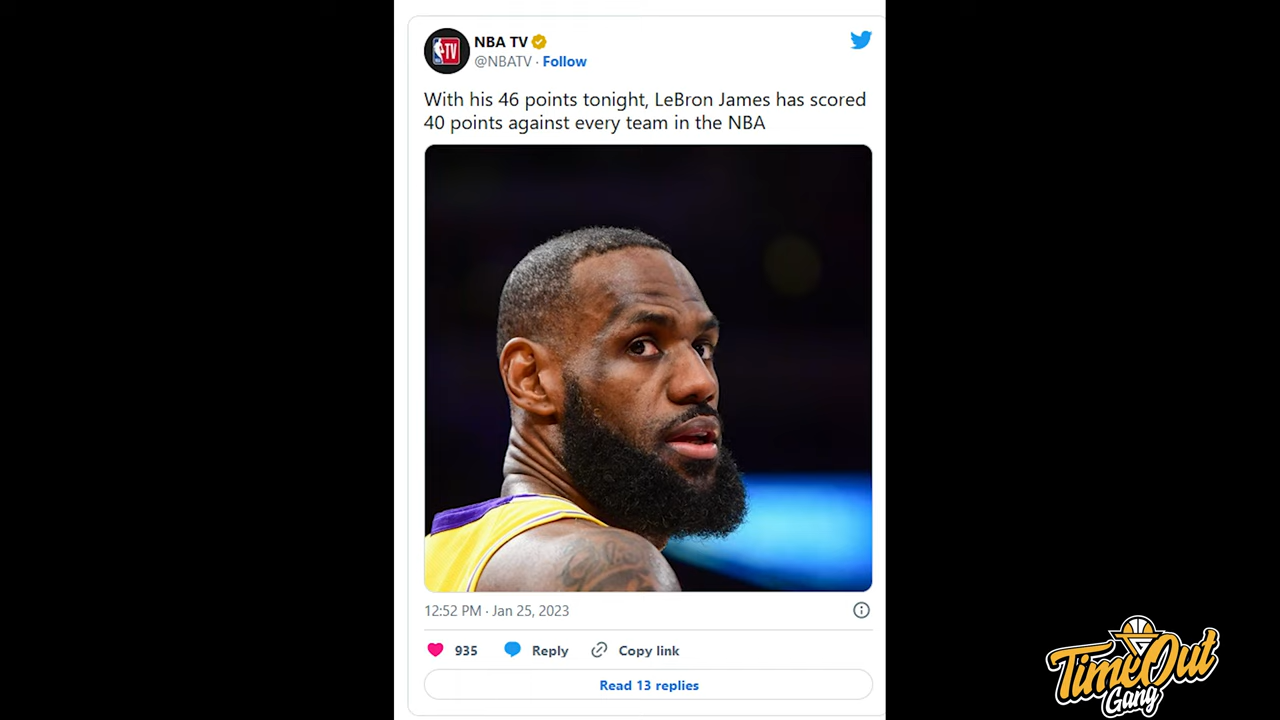 NBA TV
@NBATV · Follow
With his 46 points tonight, LeBron James has scored
40 points against every team in the NBA
12:52 PM · Jan 25, 2023
935 Reply Copy link
Read 13 replies
TimeOut
Gang